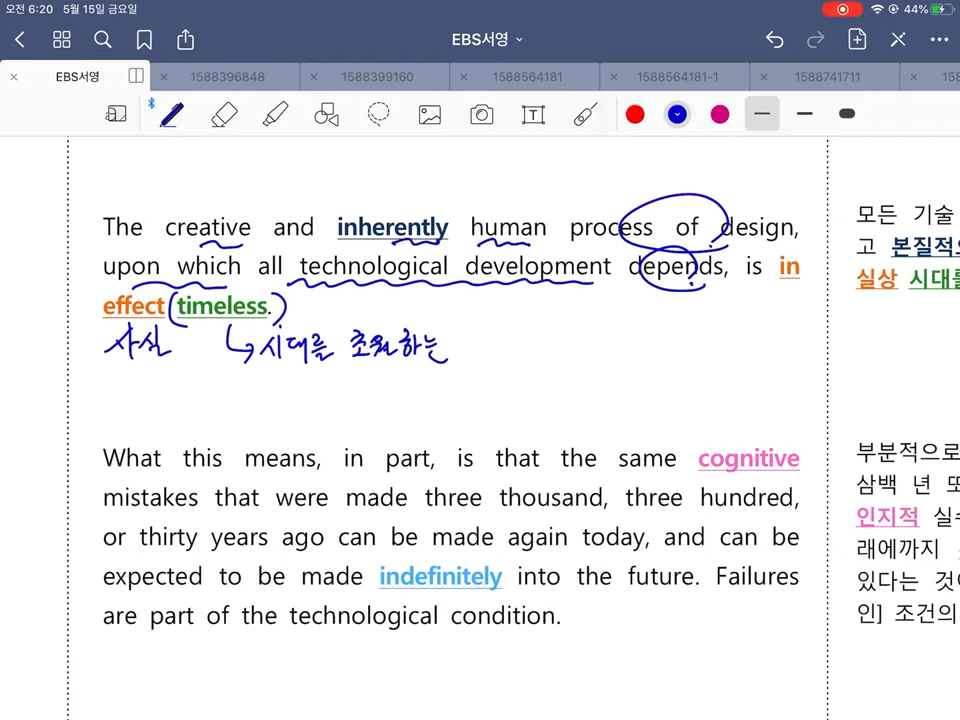 오전 6:20 5월 15일 금요일 44%
EBS서영
EBS서영 1588396848 1588399160 1588564181 1588564181-1 1588741711 158
The creative and inherently human process of design,
upon which all technological development depends, is in
effect (timeless.)
사실 시대를 초월하는
What this means, in part, is that the same cognitive
mistakes that were made three thousand, three hundred,
or thirty years ago can be made again today, and can be
expected to be made indefinitely into the future. Failures
are part of the technological condition.
모든 기술
고 본질적으
실상 시대를
부분적으로
삼백 년 또
인지적 실수
래에까지
있다는 것이
인] 조건의